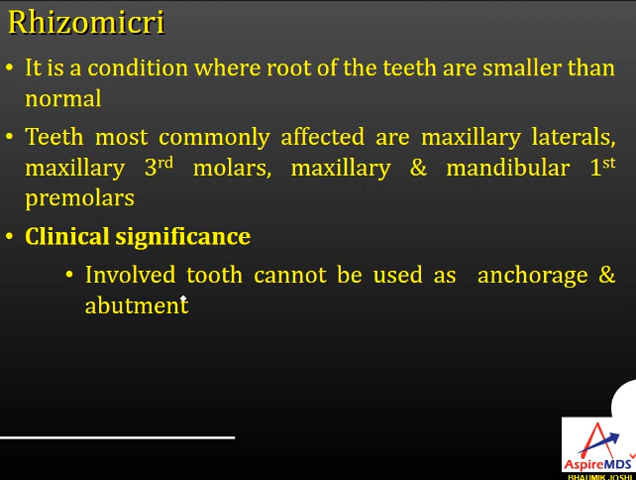 Rhizomicri
• It is a condition where root of the teeth are smaller than
normal
• Teeth most commonly affected are maxillary laterals,
maxillary 3rd molars, maxillary & mandibular 1st
premolars
• Clinical significance
• Involved tooth cannot be used as anchorage &
abutment
AspireMDS
BHAUMIK JOSHI